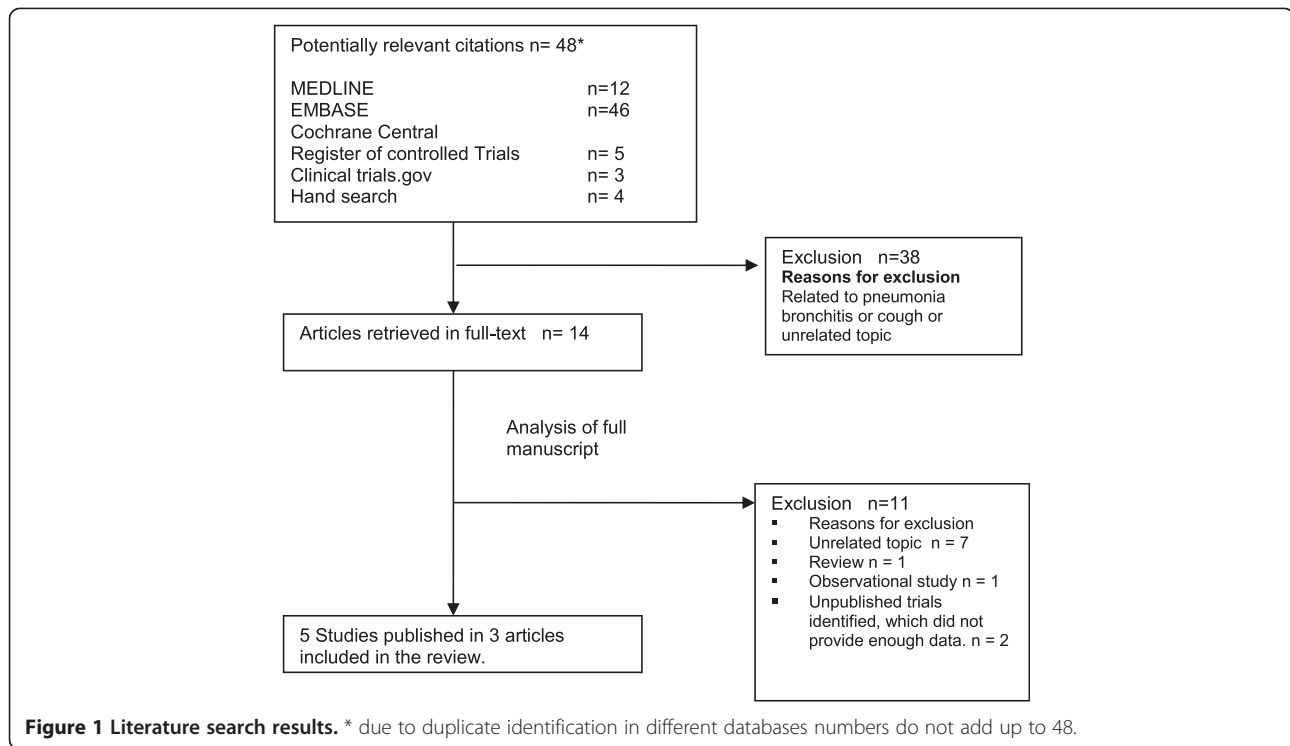 Potentially relevant citations n= 48*
MEDLINE n=12
EMBASE n=46
Cochrane Central
Register of controlled Trials n= 5
Clinical trials.gov n= 3
Hand search n= 4
Exclusion n=38
Reasons for exclusion
Related to pneumonia
bronchitis or cough or
unrelated topic
Articles retrieved in full-text n= 14
Analysis of full
manuscript
Exclusion n=11
▪ Reasons for exclusion
▪ Unrelated topic n = 7
▪ Review n = 1
▪ Observational study n = 1
▪ Unpublished trials
identified, which did not
provide enough data. n = 2
5 Studies published in 3 articles
included in the review.
Figure 1 Literature search results. * due to duplicate identification in different databases numbers do not add up to 48.